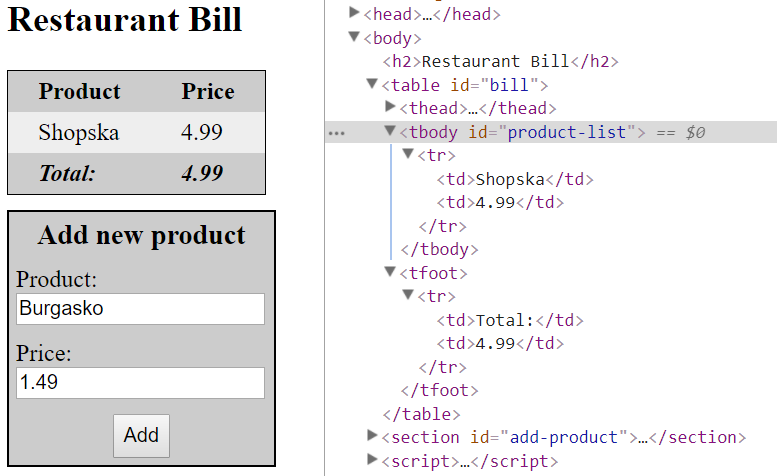 Restaurant Bill
Product Price
Shopska 4.99
Total: 4.99
Add new product
Product:
Burgasko
Price:
1.49
Add
<head>…</head>
<body>
<h2>Restaurant Bill</h2>
<table id="bill">
<thead>…</thead>
<tbody id="product-list"> == $0
<tr>
<td>Shopska</td>
<td>4.99</td>
</tr>
</tbody>
<tfoot>
<tr>
<td>Total:</td>
<td>4.99</td>
</tr>
</tfoot>
</table>
<section id="add-product">…</section>
<script>…</script>